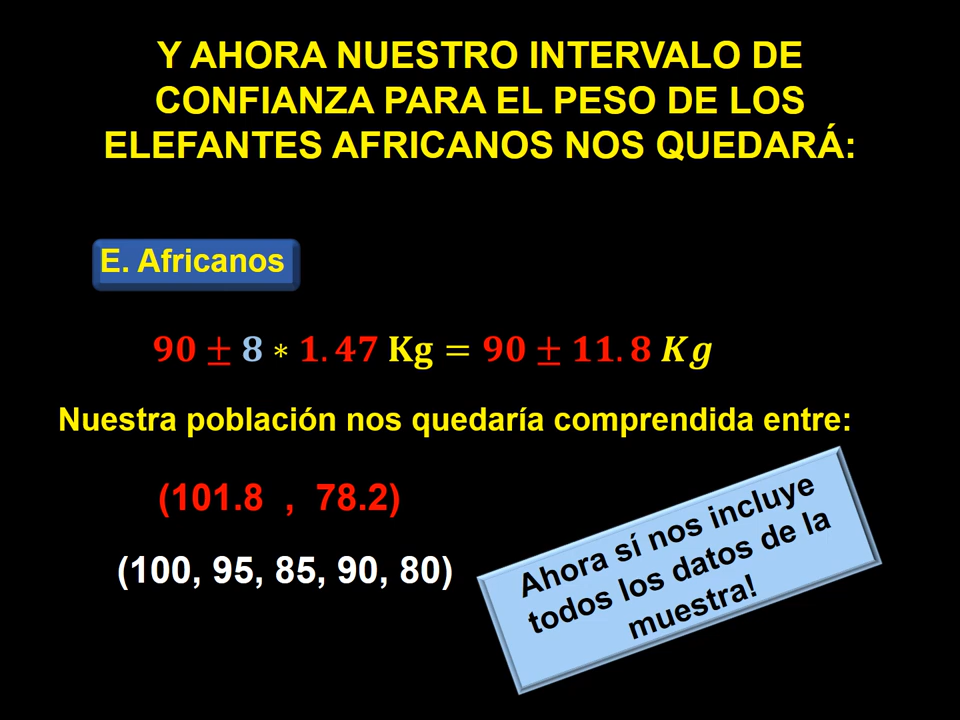 Y AHORA NUESTRO INTERVALO DE
CONFIANZA PARA EL PESO DE LOS
ELEFANTES AFRICANOS NOS QUEDARÁ:
E. Africanos
90 ± 8 * 1.47 Kg = 90 ± 11.8 Kg
Nuestra población nos quedaría comprendida entre:
(101.8 , 78.2)
(100, 95, 85, 90, 80)
Ahora sí nos incluye
todos los datos de la
muestra!